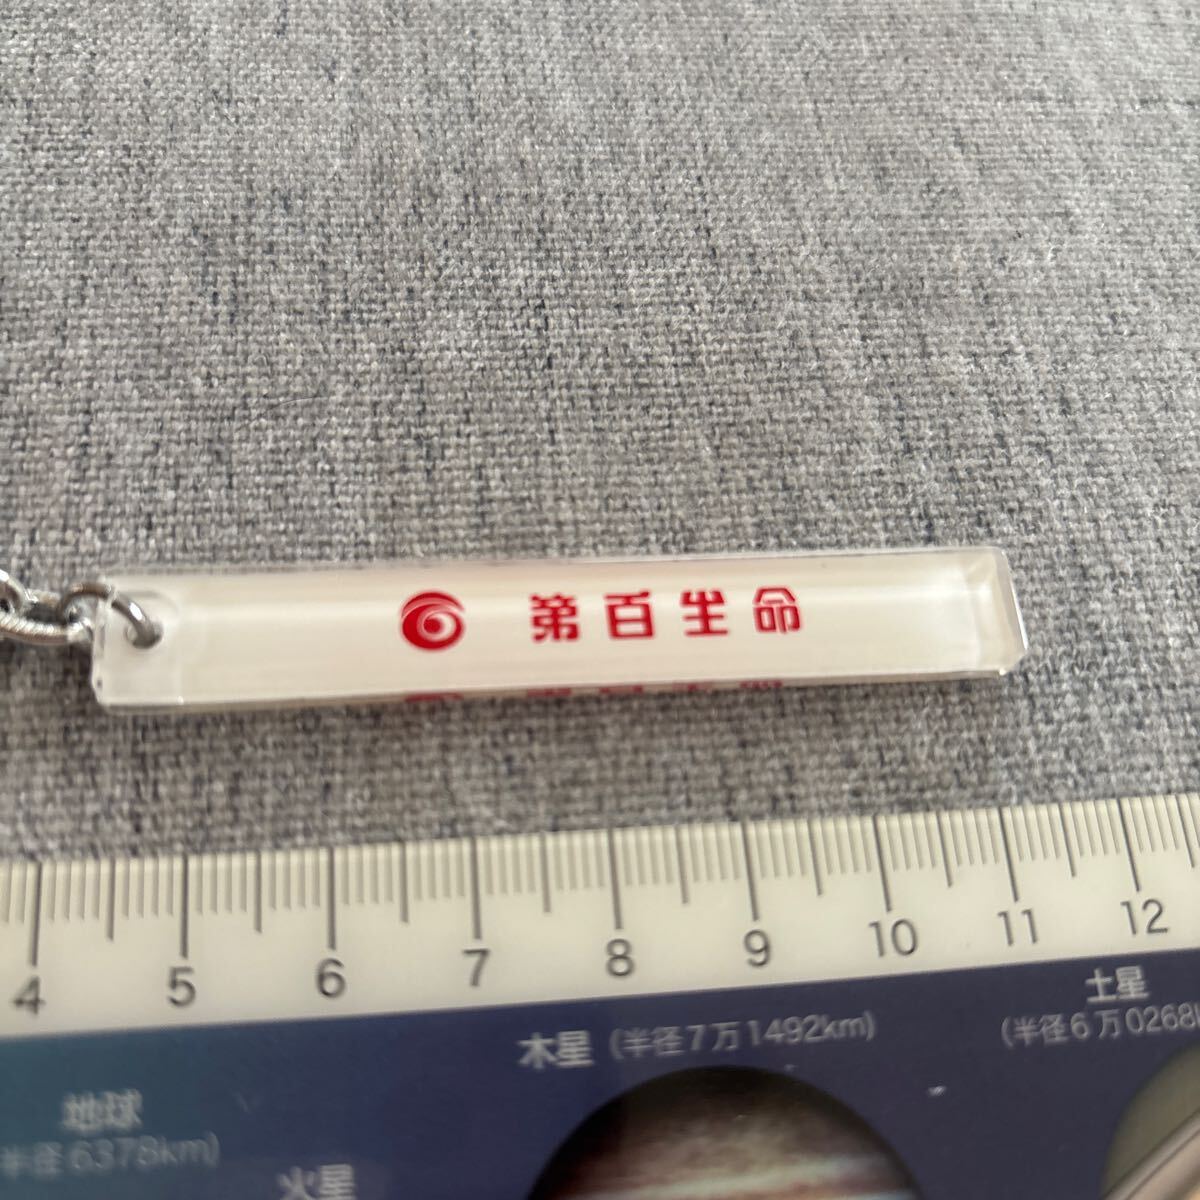 第百生命
4 5 6 7 8 9 10 11 12
木星 (半径7万1492km)
土星
(半径6万0268
地球
半径6378km)
火星